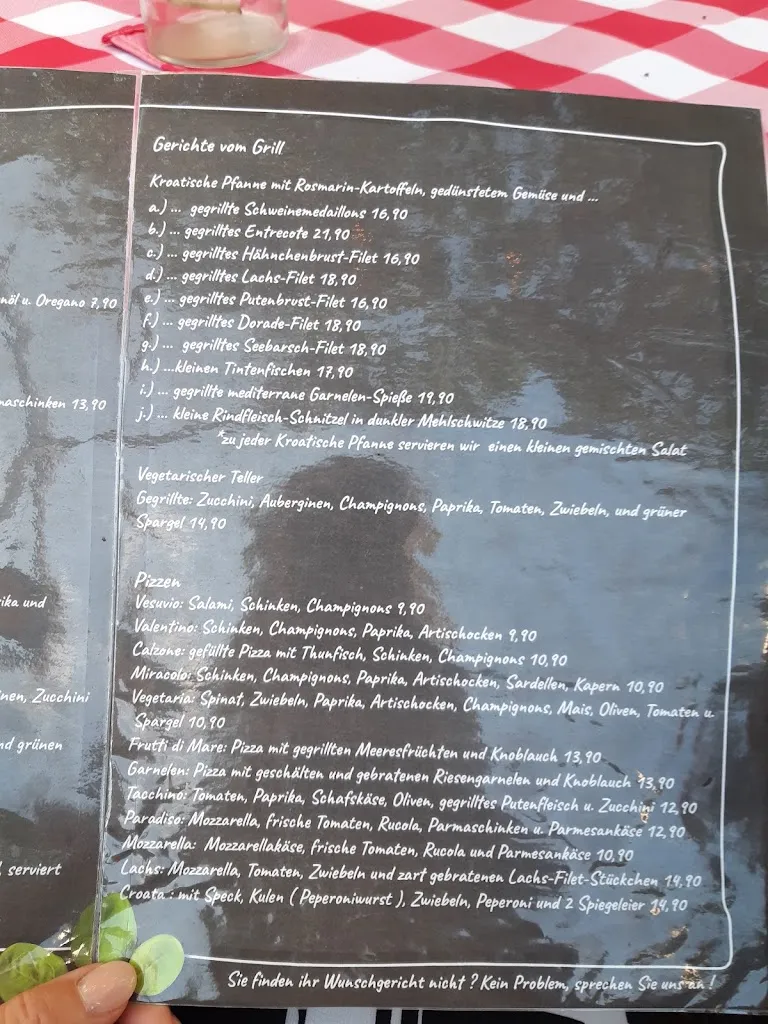 nöl u. Oregano 7,90
maschinken 13,90
ika und
nen, Zucchini
nd grünen
serviert
Gerichte vom Grill
Kroatische Pfanne mit Rosmarin-Kartoffeln, gedünstetem Gemüse und ...
a.) ... gegrillte Schweinemedaillons 16,90
b.) ... gegrilltes Entrecote 21,90
c.) ... gegrilltes Hähnchenbrust-Filet 16,90
d.) ... gegrilltes Lachs-Filet 18,90
e.) ... gegrilltes Putenbrust-Filet 16,90
f.) ... gegrilltes Dorade-Filet 18,90
g.) ... gegrilltes Seebarsch-Filet 18,90
h.) ...kleinen Tintenfischen 17,90
i.) ... gegrillte mediterrane Garnelen-Spieße 19,90
j.) ... kleine Rindfleisch-Schnitzel in dunkler Mehlschwitze 18,90
*zu jeder Kroatische Pfanne servieren wir einen kleinen gemischten Salat
Vegetarischer Teller
Gegrillte: Zucchini, Auberginen, Champignons, Paprika, Tomaten, Zwiebeln, und grüner
Spargel 14,90
Pizzen
Vesuvio: Salami, Schinken, Champignons 9,90
Valentino: Schinken, Champignons, Paprika, Artischocken 9,90
Calzone: gefüllte Pizza mit Thunfisch, Schinken, Champignons 10,90
Miracolo: Schinken, Champignons, Paprika, Artischocken, Sardellen, Kapern 10,90
Vegetaria: Spinat, Zwiebeln, Paprika, Artischocken, Champignons, Mais, Oliven, Tomaten u.
Spargel 10,90
Frutti di Mare: Pizza mit gegrillten Meeresfrüchten und Knoblauch 13,90
Garnelen: Pizza mit geschälten und gebratenen Riesengarnelen und Knoblauch 13,90
Tacchino: Tomaten, Paprika, Schafskäse, Oliven, gegrilltes Putenfleisch u. Zucchini 12,90
Paradiso: Mozzarella, frische Tomaten, Rucola, Parmaschinken u. Parmesankäse 12,90
Mozzarella: Mozzarellakäse, frische Tomaten, Rucola und Parmesankäse 10,90
Lachs: Mozzarella, Tomaten, Zwiebeln und zart gebratenen Lachs-Filet-Stückchen 14,90
Croata : mit Speck, Kulen ( Peperoniwurst ), Zwiebeln, Peperoni und 2 Spiegeleier 14,90
Sie finden ihr Wunschgericht nicht ? Kein Problem, sprechen Sie uns an !